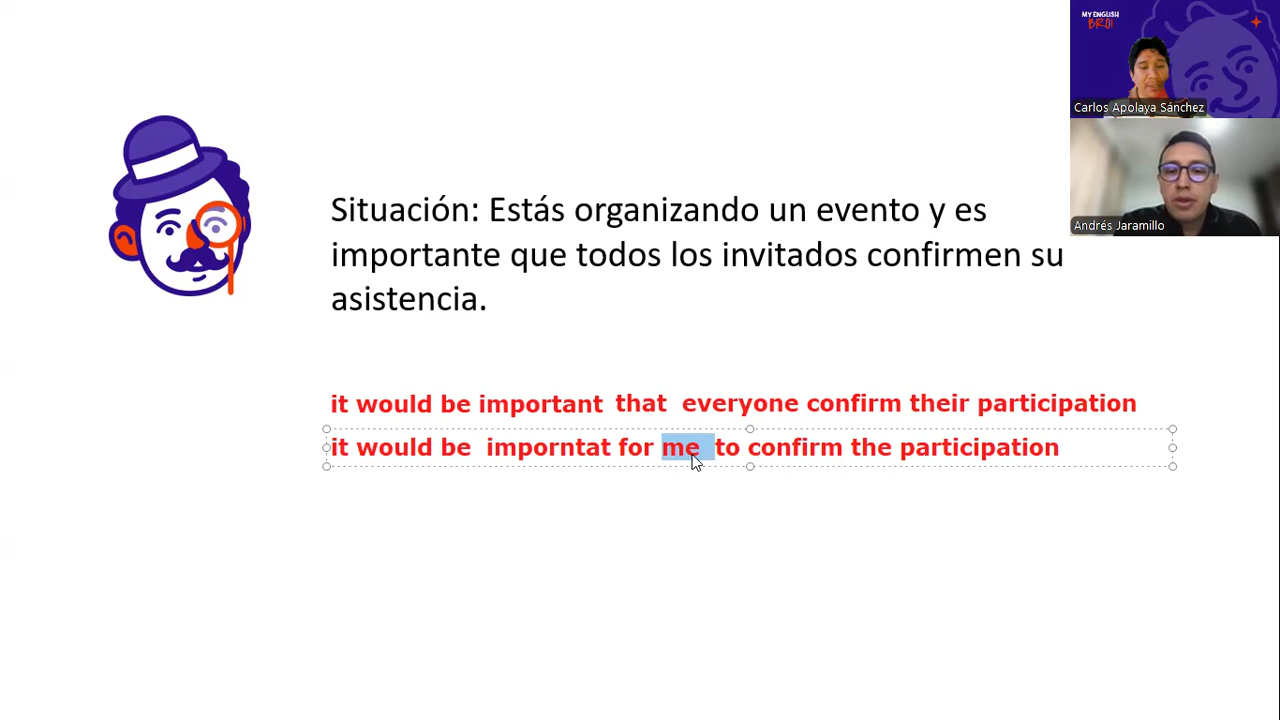 MY ENGLISH
BRO!
Carlos Apolaya Sánchez
Andrés Jaramillo
Situación: Estás organizando un evento y es
importante que todos los invitados confirmen su
asistencia.
it would be important that everyone confirm their participation
it would be imporntat for me to confirm the participation